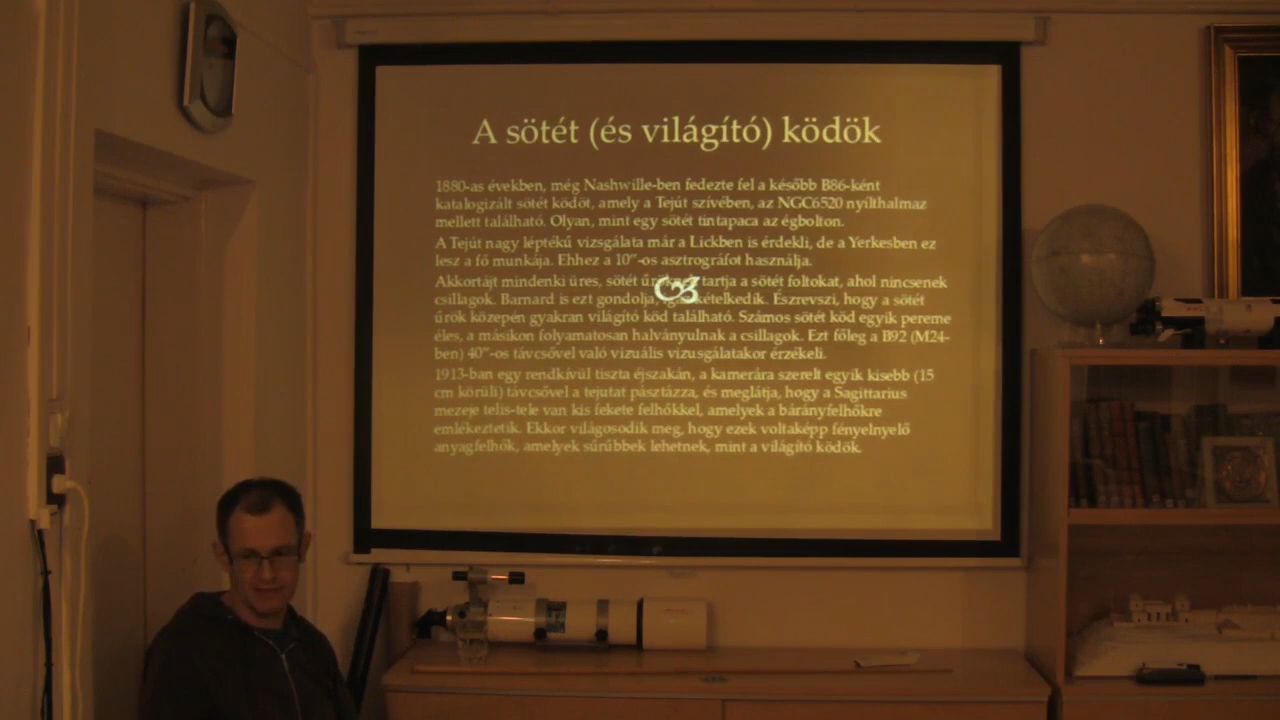 A sötét (és világító) ködök
1880-as években, még Nashwille-ben fedezte fel a később B86-ként
katalogizált sötét ködöt, amely a Tejút szívében, az NGC6520 nyílthalmaz
mellett található. Olyan, mint egy sötét tintapaca az égbolton.
A Tejút nagy léptékű vizsgálata már a Lickben is érdekli, de a Yerkesben ez
lesz a fő munkája. Ehhez a 10"-os asztrográfot használja.
Akkortájt mindenki üres, sötét tartja a sötét foltokat, ahol nincsenek
csillagok. Barnard is ezt gondolja, kételkedik. Észrevszi, hogy a sötét
űrök közepén gyakran világító köd található. Számos sötét köd egyik pereme
éles, a másikon folyamatosan halványulnak a csillagok. Ezt főleg a B92 (M24-
ben) 40"-os távcsővel való vizuális vizusgálatakor érzékeli.
1913-ban egy rendkívül tiszta éjszakán, a kamerára szerelt egyik kisebb (15
cm körüli) távcsővel a tejutat pásztázza, és meglátja, hogy a Sagittarius
mezeje telis-tele van kis fekete felhőkkel, amelyek a bárányfelhőkre
emlékeztetik. Ekkor világosodik meg, hogy ezek voltaképp fényelnyelő
anyagfelhők, amelyek sűrűbbek lehetnek, mint a világító ködök.